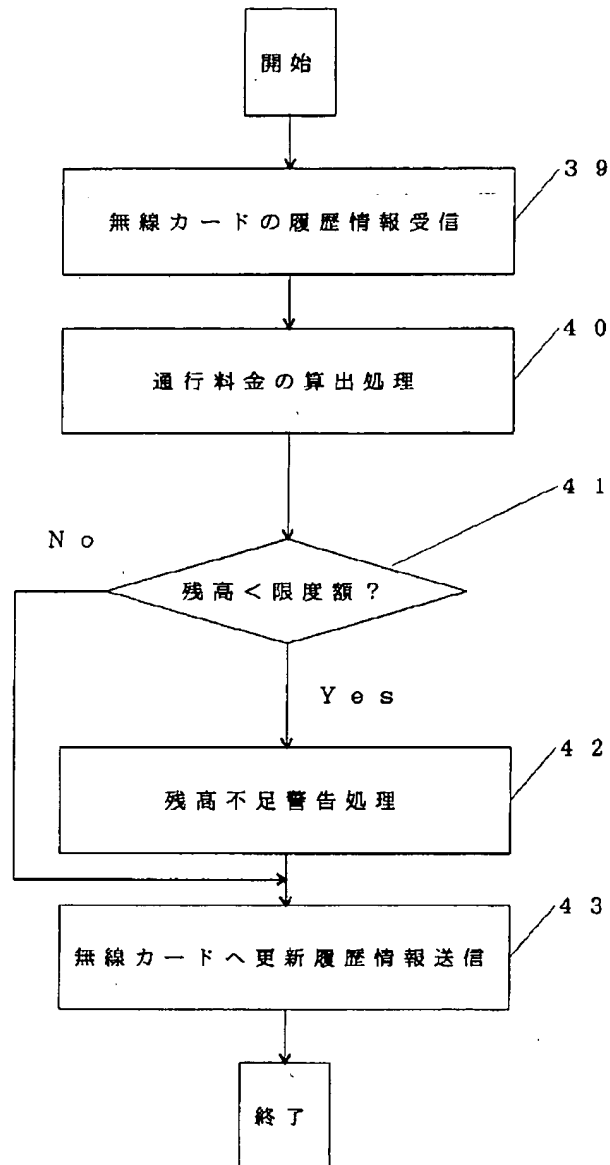 開始
39
無線カードの履歴情報受信
40
通行料金の算出処理
41
No
残高<限度額?
Yes
42
残高不足警告処理
43
無線カードへ更新履歴情報送信
終了